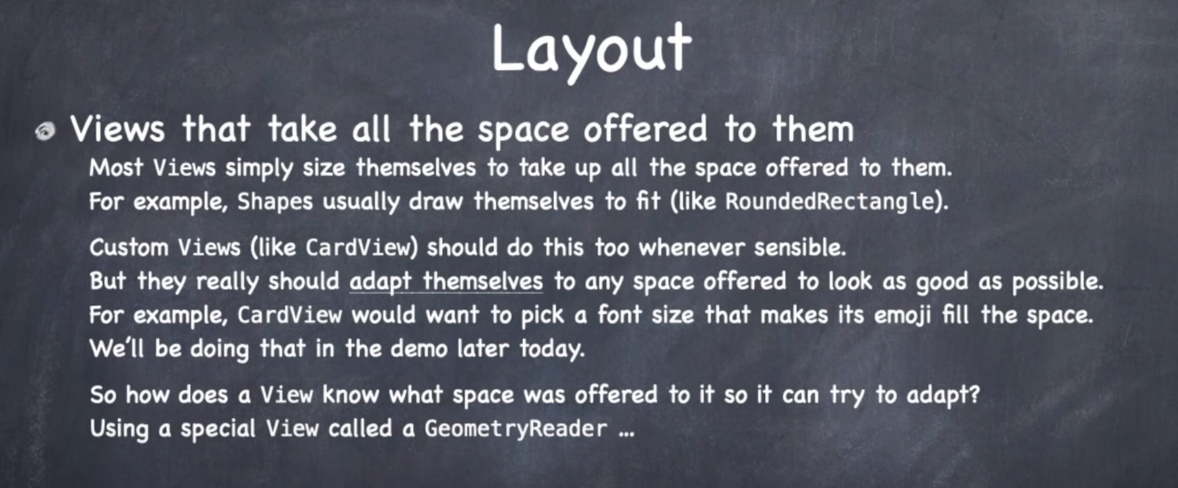 Layout
Views that take all the space offered to them
Most Views simply size themselves to take up all the space offered to them.
For example, Shapes usually draw themselves to fit (like RoundedRectangle).
Custom Views (like CardView) should do this too whenever sensible.
But they really should adapt themselves to any space offered to look as good as possible.
For example, CardView would want to pick a font size that makes its emoji fill the space.
We'll be doing that in the demo later today.
So how does a View know what space was offered to it so it can try to adapt?
Using a special View called a GeometryReader …